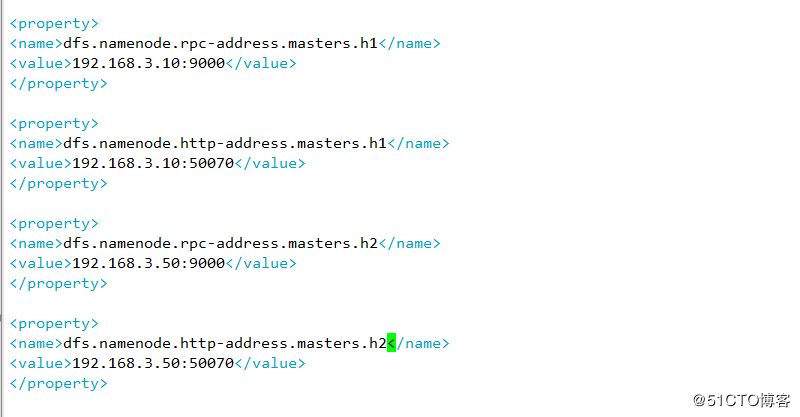 <property>
<name>dfs.namenode.rpc-address.masters.h1</name>
<value>192.168.3.10:9000</value>
</property>
<property>
<name>dfs.namenode.http-address.masters.h1</name>
<value>192.168.3.10:50070</value>
</property>
<property>
<name>dfs.namenode.rpc-address.masters.h2</name>
<value>192.168.3.50:9000</value>
</property>
<property>
<name>dfs.namenode.http-address.masters.h2</name>
<value>192.168.3.50:50070</value>
</property>
@51CTO博客